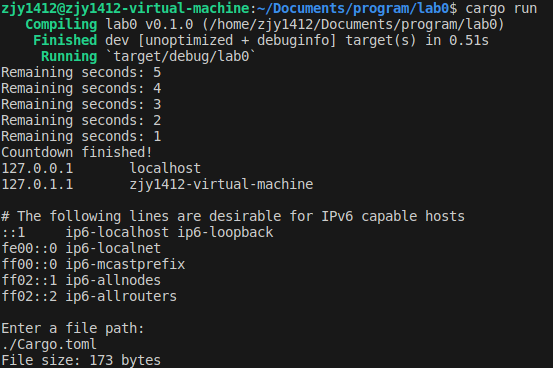 zjy1412@zjy1412-virtual-machine:~/Documents/program/lab0$ cargo run
   Compiling lab0 v0.1.0 (/home/zjy1412/Documents/program/lab0)
    Finished dev [unoptimized + debuginfo] target(s) in 0.51s
     Running `target/debug/lab0`
Remaining seconds: 5
Remaining seconds: 4
Remaining seconds: 3
Remaining seconds: 2
Remaining seconds: 1
Countdown finished!
127.0.0.1       localhost
127.0.1.1       zjy1412-virtual-machine

# The following lines are desirable for IPv6 capable hosts
::1     ip6-localhost ip6-loopback
fe00::0 ip6-localnet
ff00::0 ip6-mcastprefix
ff02::1 ip6-allnodes
ff02::2 ip6-allrouters

Enter a file path:
./Cargo.toml
File size: 173 bytes